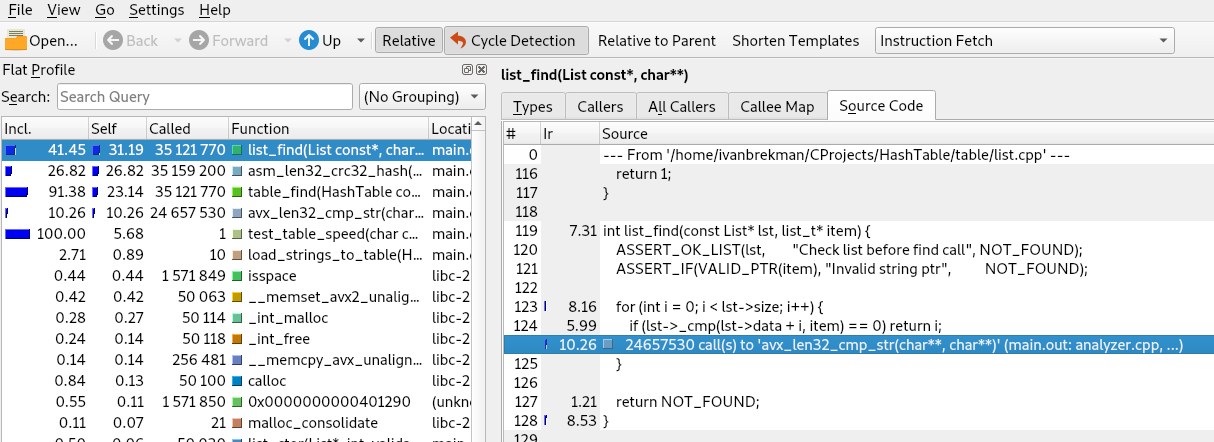 File View Go Settings Help
Open... Back Forward Up Relative Cycle Detection Relative to Parent Shorten Templates Instruction Fetch
Flat Profile
Search: Search Query (No Grouping)
Incl. Self Called Function Locati
41.45 31.19 35 121 770 list_find(List const*, char... main.c
26.82 26.82 35 159 200 asm_len32_crc32_hash(... main.c
91.38 23.14 35 121 770 table_find(HashTable co... main.c
10.26 10.26 24 657 530 avx_len32_cmp_str(char... main.c
100.00 5.68 1 test_table_speed(char c... main.c
2.71 0.89 10 load_strings_to_table(H... main.c
0.44 0.44 1 571 849 isspace libc-2
0.42 0.42 50 063 __memset_avx2_unalig... libc-2
0.28 0.27 50 114 _int_malloc libc-2
0.24 0.24 50 118 _int_free libc-2
0.14 0.14 256 481 __memcpy_avx_unalign... libc-2
0.84 0.13 50 100 calloc libc-2
0.55 0.11 1 571 850 0x0000000000401290 (unkn
0.11 0.07 21 malloc_consolidate libc-2
list_find(List const*, char**)
Types Callers All Callers Callee Map Source Code
# Ir Source
0 --- From '/home/ivanbrekman/CProjects/HashTable/table/list.cpp' ---
116 return 1;
117 }
118
119 7.31 int list_find(const List* lst, list_t* item) {
120 ASSERT_OK_LIST(lst, "Check list before find call", NOT_FOUND);
121 ASSERT_IF(VALID_PTR(item), "Invalid string ptr", NOT_FOUND);
122
123 8.16 for (int i = 0; i < lst->size; i++) {
124 5.99 if (lst->_cmp(lst->data + i, item) == 0) return i;
10.26 24657530 call(s) to 'avx_len32_cmp_str(char**, char**)' (main.out: analyzer.cpp, ...)
125 }
126
127 1.21 return NOT_FOUND;
128 8.53 }
129